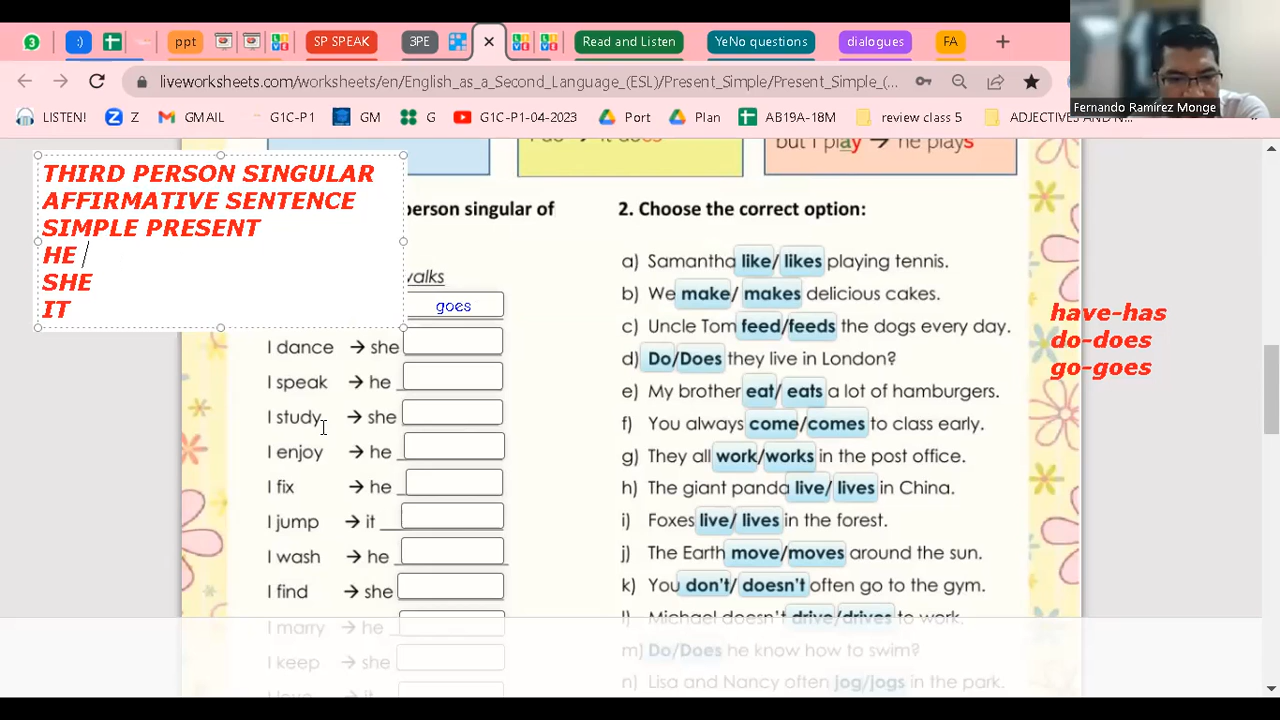 ppt
SP SPEAK
3PE
Read and Listen
YeNo questions
dialogues
FA
liveworksheets.com/worksheets/en/English_as_a_Second_Language_(ESL)/Present_Simple/Present_Simple_(...
Fernando Ramírez Monge
LISTEN!
Z
GMAIL
G1C-P1
GM
G
G1C-P1-04-2023
Port
Plan
AB19A-18M
review class 5
ADJECTIVES AND N...
but I play → he plays
THIRD PERSON SINGULAR
AFFIRMATIVE SENTENCE
SIMPLE PRESENT
HE /
SHE
IT
person singular of
walks
goes
I dance → she
I speak → he
I study → she
I enjoy → he
I fix → he
I jump → it
I wash → he
I find → she
I marry → he
I keep → she
2. Choose the correct option:
a) Samantha like/ likes playing tennis.
b) We make/ makes delicious cakes.
c) Uncle Tom feed/feeds the dogs every day.
d) Do/Does they live in London?
e) My brother eat/ eats a lot of hamburgers.
f) You always come/comes to class early.
g) They all work/works in the post office.
h) The giant panda live/ lives in China.
i) Foxes live/ lives in the forest.
j) The Earth move/moves around the sun.
k) You don't/ doesn't often go to the gym.
l) Michael doesn't drive/drives to work.
m) Do/Does he know how to swim?
n) Lisa and Nancy often jog/jogs in the park.
have-has
do-does
go-goes